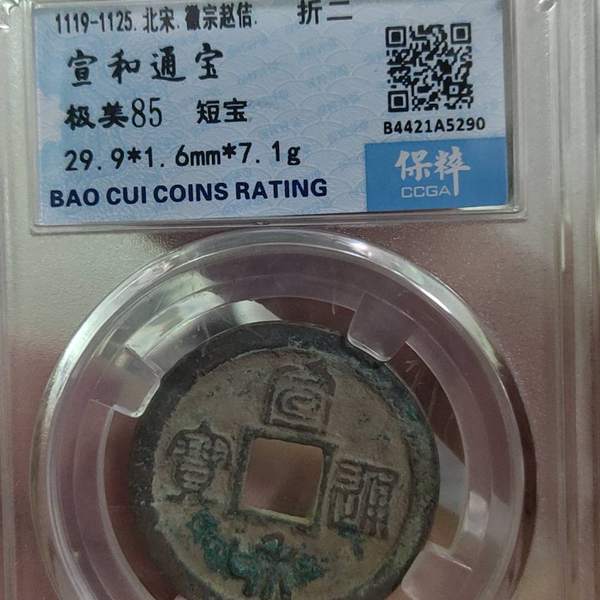 1119-1125.北宋.徽宗赵佶. 折二
宣和通宝
极美85 短宝
B4421A5290
29.9*1.6mm*7.1g
保粹
CCGA
BAO CUI COINS RATING
宣
寶 通
和